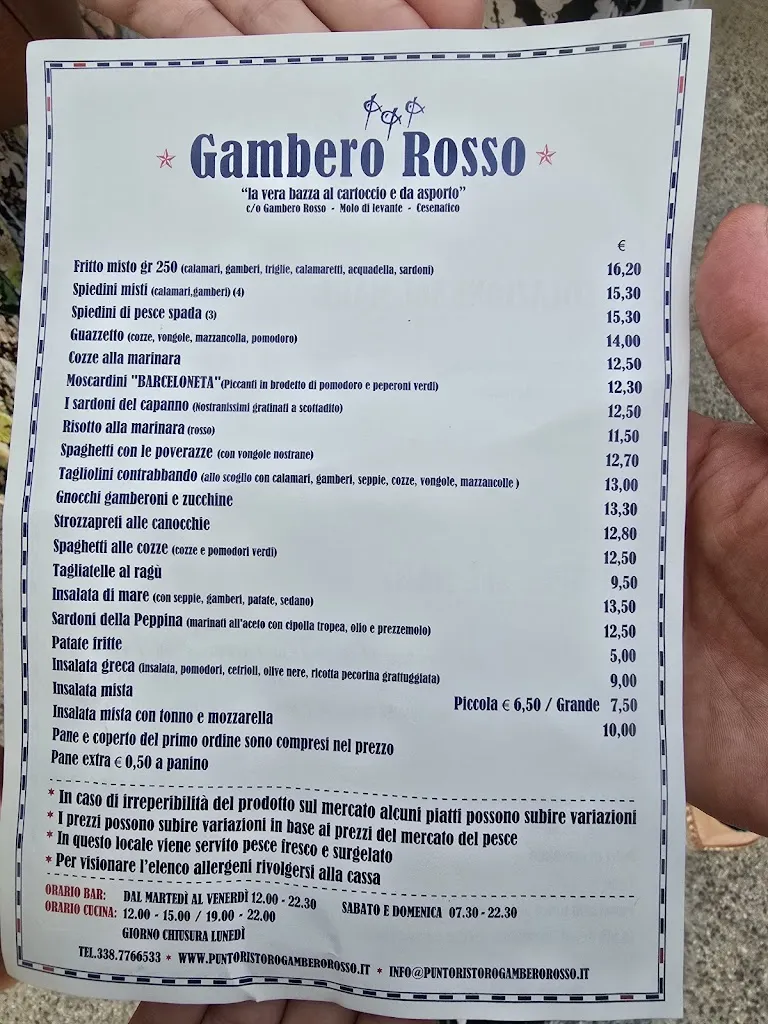 Gambero Rosso
“la vera bazza al cartoccio e da asporto”
c/o Gambero Rosso - Molo di levante - Cesenatico
€
Fritto misto gr 250 (calamari, gamberi, triglie, calamaretti, acquadella, sardoni) 16,20
Spiedini misti (calamari,gamberi) (4) 15,30
Spiedini di pesce spada (3) 15,30
Guazzetto (cozze, vongole, mazzancolla, pomodoro) 14,00
Cozze alla marinara 12,50
Moscardini "BARCELONETA"(Piccanti in brodetto di pomodoro e peperoni verdi) 12,30
I sardoni del capanno (Nostranissimi gratinati a scottadito) 12,50
Risotto alla marinara (rosso) 11,50
Spaghetti con le poverazze (con vongole nostrane) 12,70
Tagliolini contrabbando (allo scoglio con calamari, gamberi, seppie, cozze, vongole, mazzancolle ) 13,00
Gnocchi gamberoni e zucchine 13,30
Strozzapreti alle canocchie 12,80
Spaghetti alle cozze (cozze e pomodori verdi) 12,50
Tagliatelle al ragù 9,50
Insalata di mare (con seppie, gamberi, patate, sedano) 13,50
Sardoni della Peppina (marinati all'aceto con cipolla tropea, olio e prezzemolo) 12,50
Patate fritte 5,00
Insalata greca (insalata, pomodori, cetrioli, olive nere, ricotta pecorina grattuggiata) 9,00
Insalata mista Piccola € 6,50 / Grande 7,50
Insalata mista con tonno e mozzarella 10,00
Pane e coperto del primo ordine sono compresi nel prezzo
Pane extra € 0,50 a panino
* In caso di irreperibilità del prodotto sul mercato alcuni piatti possono subire variazioni
* I prezzi possono subire variazioni in base ai prezzi del mercato del pesce
* In questo locale viene servito pesce fresco e surgelato
* Per visionare l’elenco allergeni rivolgersi alla cassa
ORARIO BAR: DAL MARTEDÌ AL VENERDÌ 12.00 - 22.30 SABATO E DOMENICA 07.30 - 22.30
ORARIO CUCINA: 12.00 - 15.00 / 19.00 - 22.00
GIORNO CHIUSURA LUNEDÌ
TEL.338.7766533 * WWW.PUNTORISTOROGAMBEROROSSO.IT * INFO@PUNTORISTOROGAMBEROROSSO.IT